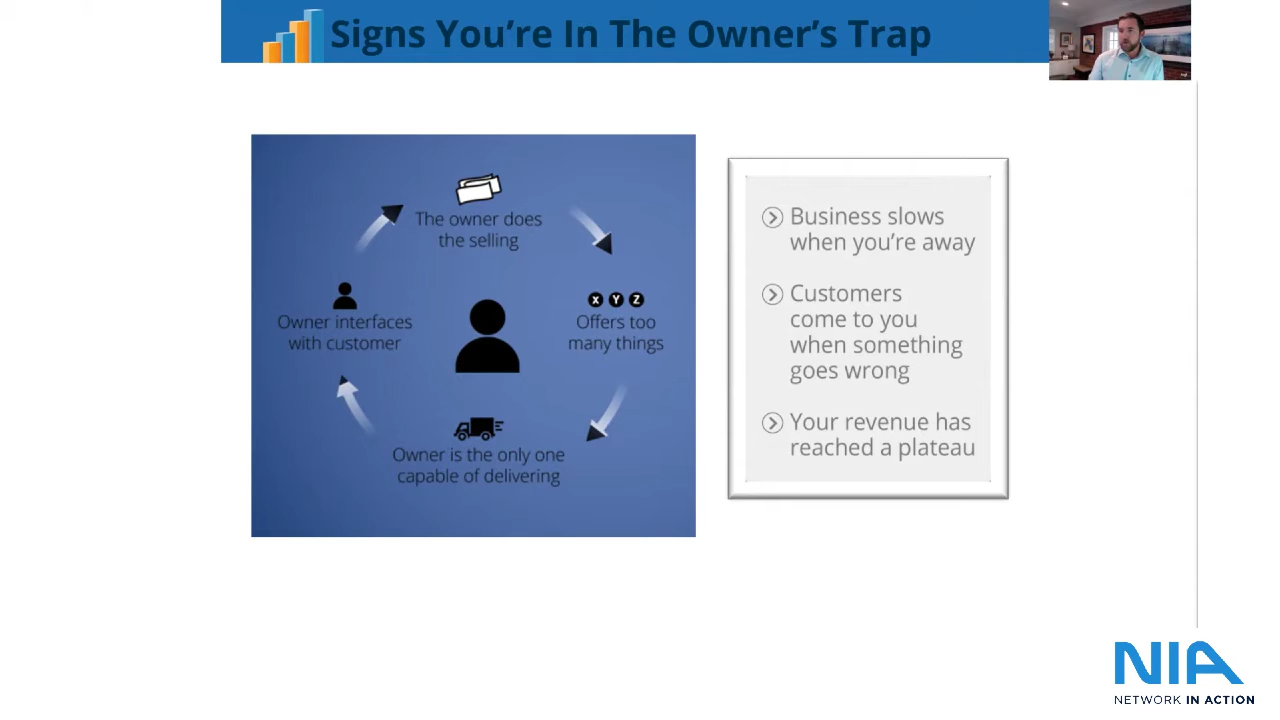 Signs You're In The Owner's Trap
The owner does
the selling
X Y Z
Offers too
many things
Owner is the only one
capable of delivering
Owner interfaces
with customer
Business slows
when you're away
Customers
come to you
when something
goes wrong
Your revenue has
reached a plateau
NIA
NETWORK IN ACTION